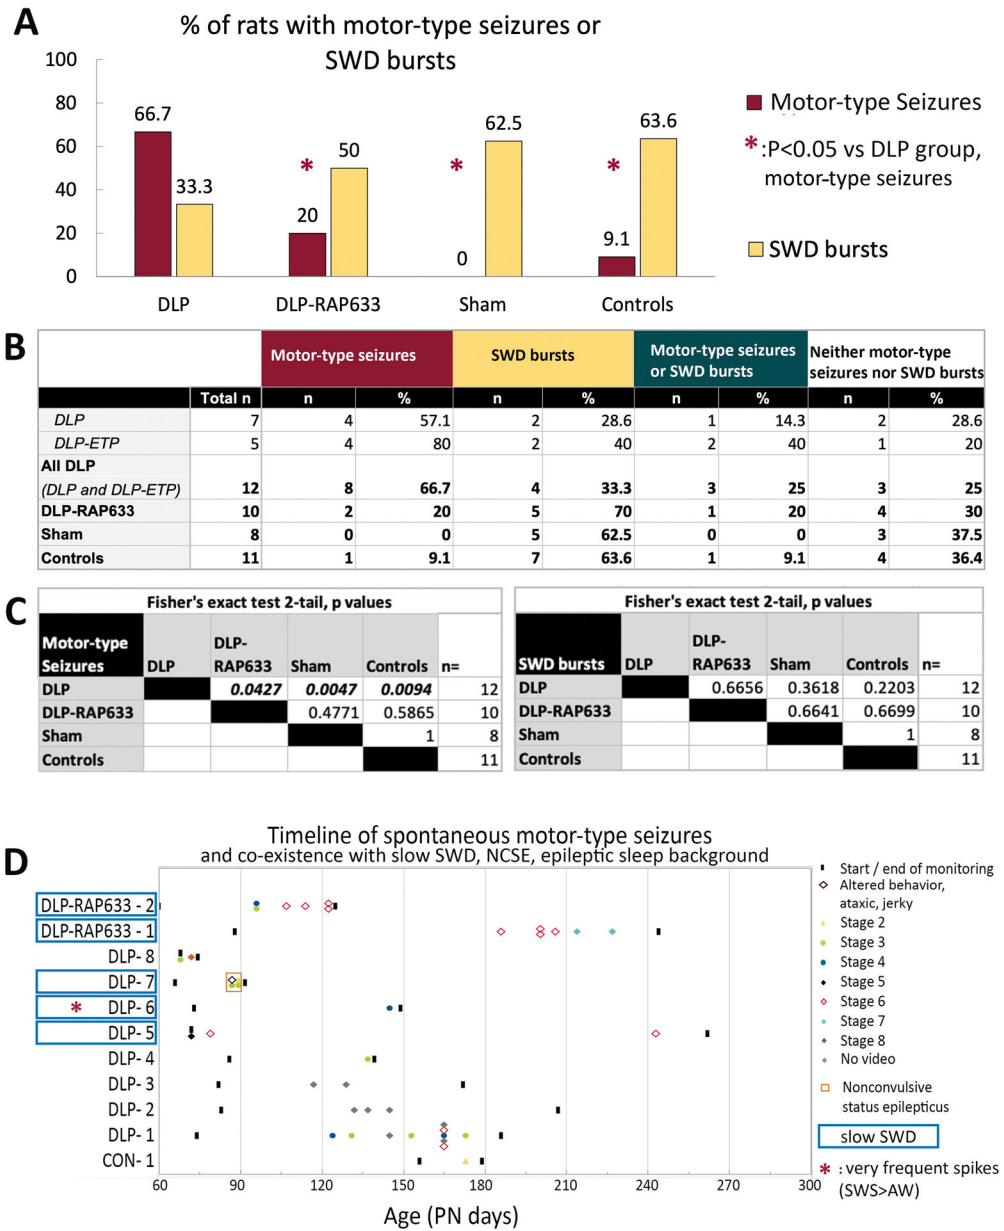 A
% of rats with motor-type seizures or
SWD bursts
100
80
60
40
20
0
66.7
33.3
*
20
50
*
0
62.5
*
9.1
63.6
DLP
DLP-RAP633
Sham
Controls
Motor-type Seizures
*:P<0.05 vs DLP group,
motor-type seizures
SWD bursts
B
Motor-type seizures SWD bursts Motor-type seizures or SWD bursts Neither motor-type seizures nor SWD bursts
Total n n % n % n % n %
DLP 7 4 57.1 2 28.6 1 14.3 2 28.6
DLP-ETP 5 4 80 2 40 2 40 1 20
All DLP
(DLP and DLP-ETP) 12 8 66.7 4 33.3 3 25 3 25
DLP-RAP633 10 2 20 5 70 1 20 4 30
Sham 8 0 0 5 62.5 0 0 3 37.5
Controls 11 1 9.1 7 63.6 1 9.1 4 36.4
C
Fisher's exact test 2-tail, p values
Motor-type Seizures DLP DLP-RAP633 Sham Controls n=
DLP 0.0427 0.0047 0.0094 12
DLP-RAP633 0.4771 0.5865 10
Sham 1 8
Controls 11
Fisher's exact test 2-tail, p values
SWD bursts DLP DLP-RAP633 Sham Controls n=
DLP 0.6656 0.3618 0.2203 12
DLP-RAP633 0.6641 0.6699 10
Sham 1 8
Controls 11
D
Timeline of spontaneous motor-type seizures
and co-existence with slow SWD, NCSE, epileptic sleep background
DLP-RAP633 - 2
DLP-RAP633 - 1
DLP- 8
DLP- 7
* DLP- 6
DLP- 5
DLP- 4
DLP- 3
DLP- 2
DLP- 1
CON- 1
60 90 120 150 180 210 240 270 300
Age (PN days)
Start / end of monitoring
Altered behavior,
ataxic, jerky
Stage 2
Stage 3
Stage 4
Stage 5
Stage 6
Stage 7
Stage 8
No video
Nonconvulsive
status epilepticus
slow SWD
* : very frequent spikes
(SWS>AW)